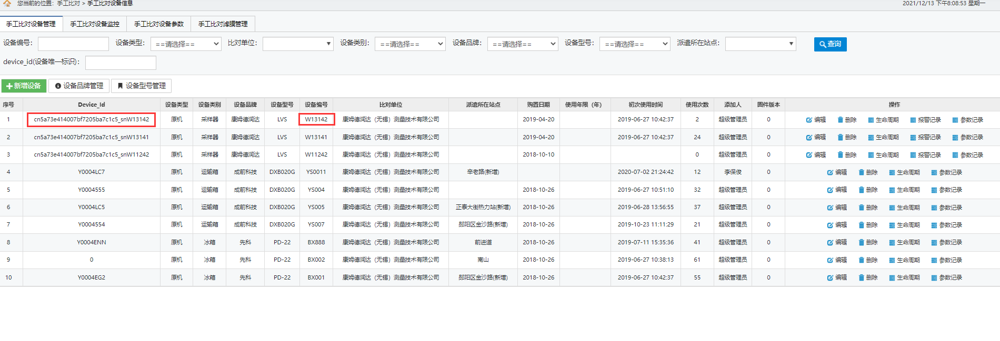 您当前的位置：手工比对 > 手工比对设备信息
2021/12/13 下午8:08:53 星期一
手工比对设备管理 手工比对设备监控 手工比对设备参数 手工比对滤膜管理
设备编号： 设备类型： ==请选择== 比对单位： 设备类别： ==请选择== 设备品牌： ==请选择== 设备型号： ==请选择== 派遣所在站点： 查询
device_id(设备唯一标识)：
新增设备 设备品牌管理 设备型号管理
序号 Device_Id 设备类型 设备类别 设备品牌 设备型号 设备编号 比对单位 派遣所在站点 购置日期 使用年限（年） 初次使用时间 使用次数 添加人 固件版本 操作
1 cn5a73e414007bf7205ba7c1c5_snW13142 原机 采样器 康姆德润达 LVS W13142 康姆德润达（无锡）测量技术有限公司 2019-04-20 2019-06-27 10:42:37 2 超级管理员 0 编辑 删除 生命周期 报警记录 参数记录
2 cn5a73e414007bf7205ba7c1c5_snW13141 原机 采样器 康姆德润达 LVS W13141 康姆德润达（无锡）测量技术有限公司 2019-04-20 2019-06-27 10:42:37 24 超级管理员 0 编辑 删除 生命周期 报警记录 参数记录
3 cn5a73e414007bf7205ba7c1c5_snW11242 原机 采样器 康姆德润达 LVS W11242 康姆德润达（无锡）测量技术有限公司 2018-10-10 0 超级管理员 0 编辑 删除 生命周期 报警记录 参数记录
4 Y0004LC7 原机 运输箱 成前科技 DXB020G YS0011 康姆德润达（无锡）测量技术有限公司 辛老路(新增) 2020-07-02 21:24:42 12 李保俊 0 编辑 删除 生命周期 参数记录
5 Y0004555 原机 运输箱 成前科技 DXB020G YS004 康姆德润达（无锡）测量技术有限公司 2018-10-26 2019-06-27 10:51:10 32 超级管理员 0 编辑 删除 生命周期 参数记录
6 Y0004LC5 原机 运输箱 成前科技 DXB020G YS005 康姆德润达（无锡）测量技术有限公司 正泰大街热力站(新增) 2018-10-26 2019-06-28 13:56:55 37 超级管理员 0 编辑 删除 生命周期 参数记录
7 Y0004554 原机 运输箱 成前科技 DXB020G YS007 康姆德润达（无锡）测量技术有限公司 郧阳区金沙路(新增) 2018-10-26 2019-10-23 11:11:29 21 超级管理员 0 编辑 删除 生命周期 参数记录
8 Y0004ENN 原机 冰箱 先科 PD-22 BX888 康姆德润达（无锡）测量技术有限公司 前进道 2018-10-26 2019-07-11 15:35:36 41 超级管理员 0 编辑 删除 生命周期 参数记录
9 0 原机 冰箱 先科 PD-22 BX002 康姆德润达（无锡）测量技术有限公司 南山 2018-10-26 2019-06-27 10:38:13 61 超级管理员 0 编辑 删除 生命周期 参数记录
10 Y0004EG2 原机 冰箱 先科 PD-22 BX001 康姆德润达（无锡）测量技术有限公司 郧阳区金沙路(新增) 2018-10-26 2019-06-27 10:42:37 55 超级管理员 0 编辑 删除 生命周期 参数记录